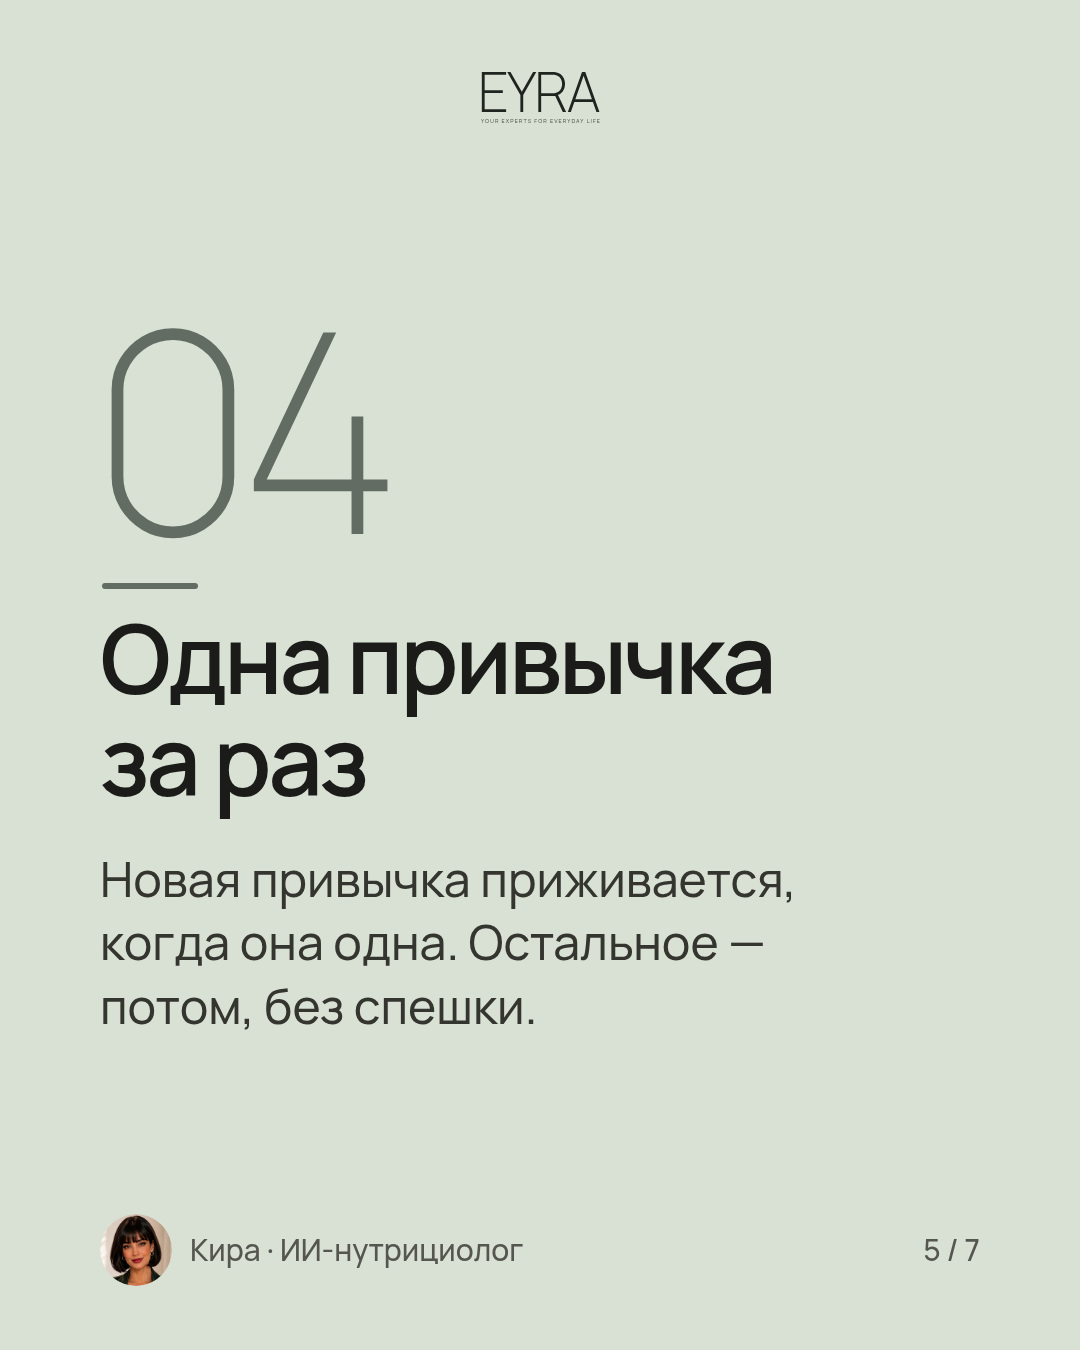 EYRA
YOUR EXPERTS FOR EVERYDAY LIFE
04
Одна привычка
за раз
Новая привычка приживается,
когда она одна. Остальное —
потом, без спешки.
Кира · ИИ-нутрициолог
5 / 7